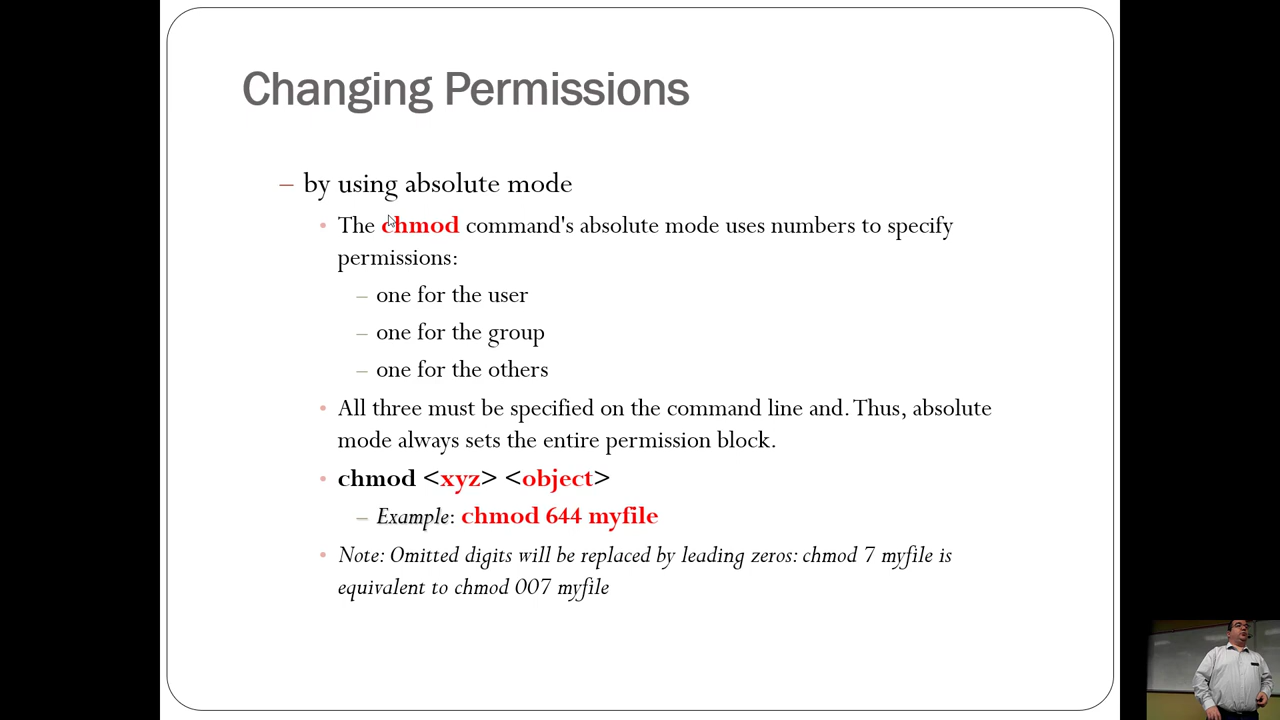 Changing Permissions
– by using absolute mode
• The chmod command's absolute mode uses numbers to specify
permissions:
– one for the user
– one for the group
– one for the others
• All three must be specified on the command line and. Thus, absolute
mode always sets the entire permission block.
• chmod <xyz> <object>
– Example: chmod 644 myfile
• Note: Omitted digits will be replaced by leading zeros: chmod 7 myfile is
equivalent to chmod 007 myfile